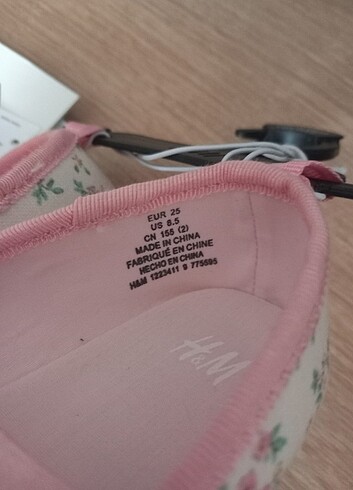 EUR 25
US 8.5
CN 155 (2)
MADE IN CHINA
FABRIQUÉ EN CHINE
HECHO EN CHINA
H&M 1223411 9 775595
H&M